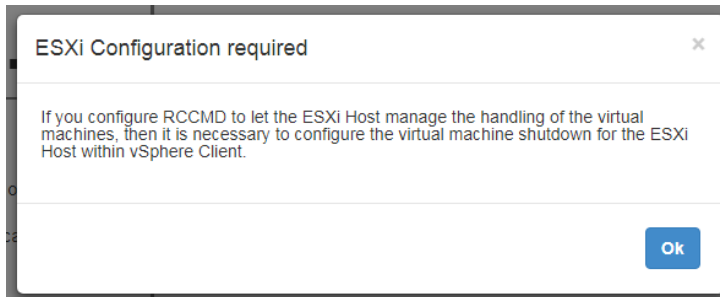 ESXi Configuration required
×
If you configure RCCMD to let the ESXi Host manage the handling of the virtual
machines, then it is necessary to configure the virtual machine shutdown for the ESXi
Host within vSphere Client.
Ok